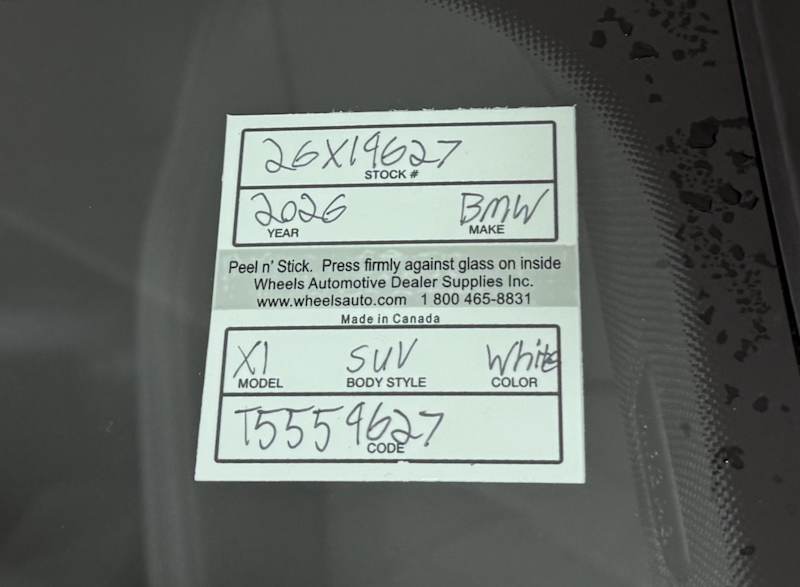 26X19627
STOCK #
2026 BMW
YEAR MAKE
Peel n' Stick. Press firmly against glass on inside
Wheels Automotive Dealer Supplies Inc.
www.wheelsauto.com 1 800 465-8831
Made in Canada
X1 SUV White
MODEL BODY STYLE COLOR
T5559627
CODE